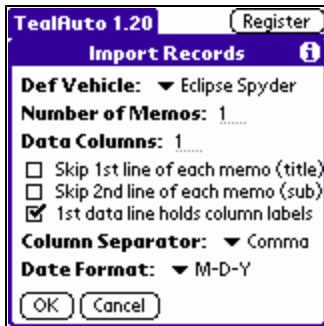 TealAuto 1.20 Register
Import Records i
Def Vehicle: Eclipse Spyder
Number of Memos: 1
Data Columns: 1
Skip 1st line of each memo (title)
Skip 2nd line of each memo (sub)
1st data line holds column labels
Column Separator: Comma
Date Format: M-D-Y
OK Cancel